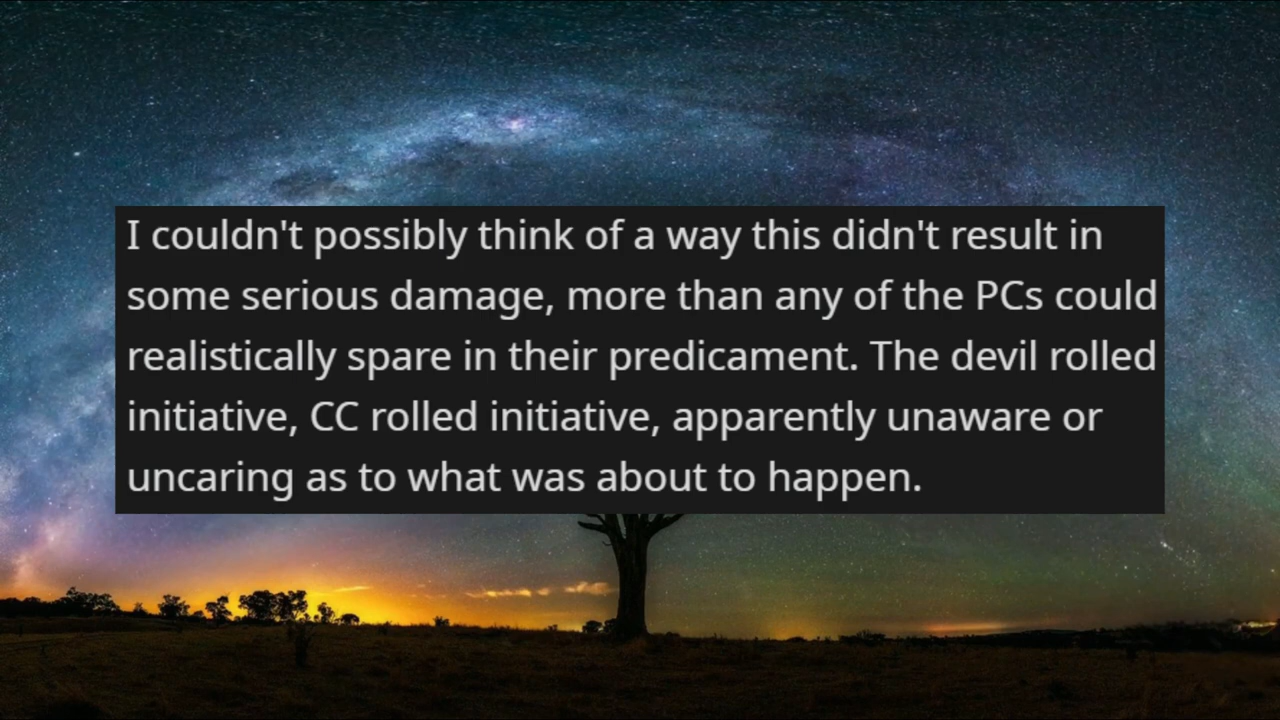 I couldn't possibly think of a way this didn't result in
some serious damage, more than any of the PCs could
realistically spare in their predicament. The devil rolled
initiative, CC rolled initiative, apparently unaware or
uncaring as to what was about to happen.